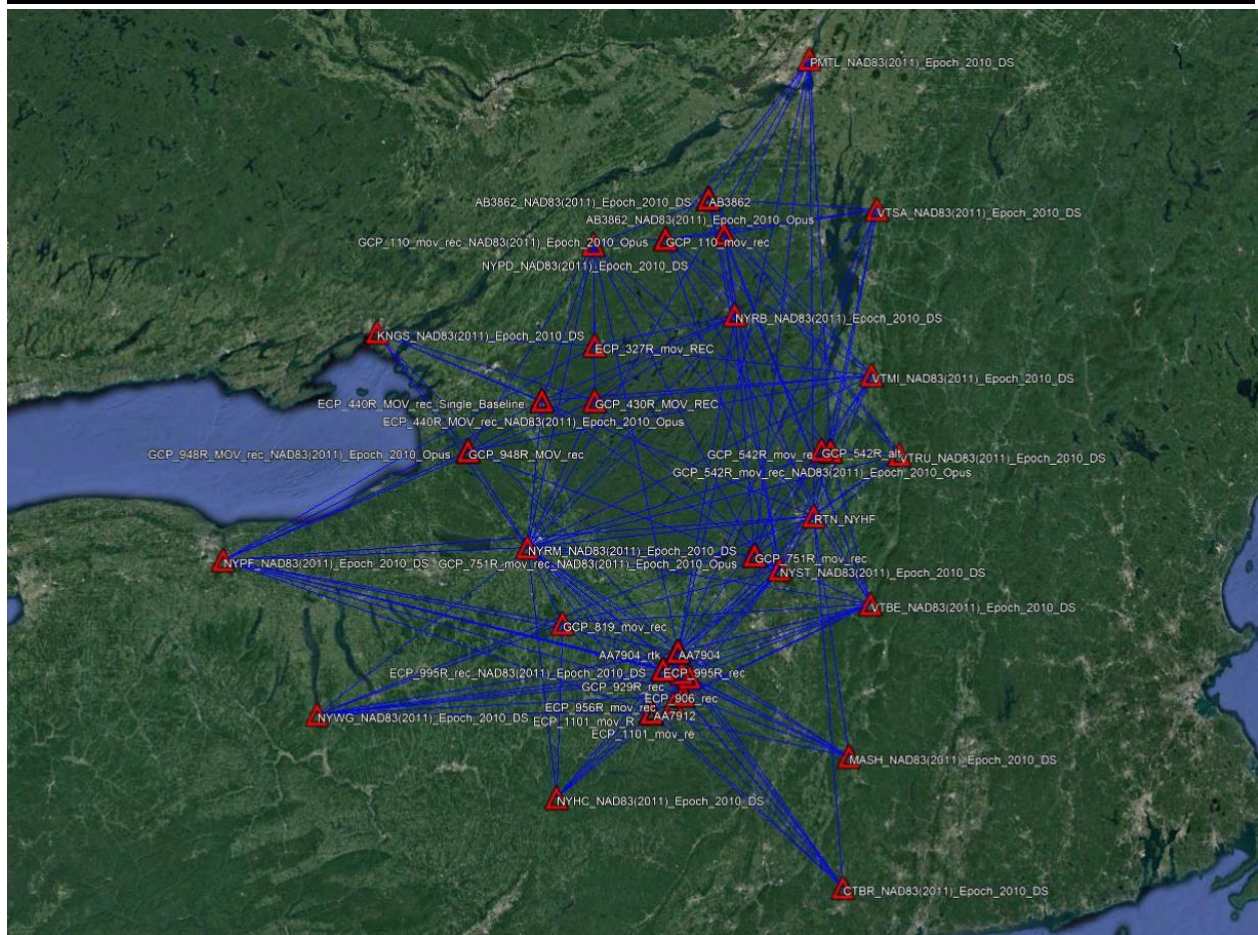 PMTL_NAD83(2011)_Epoch_2010_DS
AB3862_NAD83(2011)_Epoch_2010_DS
AB3862
VTSA_NAD83(2011)_Epoch_2010_DS
AB3862_NAD83(2011)_Epoch_2010_Opus
GCP_110_mov_rec_NAD83(2011)_Epoch_2010_Opus
GCP_110_mov_rec
NYPD_NAD83(2011)_Epoch_2010_DS
NYRB_NAD83(2011)_Epoch_2010_DS
KNGS_NAD83(2011)_Epoch_2010_DS
ECP_327R_mov_REC
VTMI_NAD83(2011)_Epoch_2010_DS
ECP_440R_MOV_rec_Single_Baseline
GCP_430R_MOV_REC
ECP_440R_MOV_rec_NAD83(2011)_Epoch_2010_Opus
GCP_948R_MOV_rec_NAD83(2011)_Epoch_2010_Opus
GCP_948R_MOV_rec
GCP_542R_mov_re
GCP_542R_alt
VTRU_NAD83(2011)_Epoch_2010_DS
GCP_542R_mov_rec_NAD83(2011)_Epoch_2010_Opus
RTN_NYHF
NYRM_NAD83(2011)_Epoch_2010_DS
GCP_751R_mov_rec
NYPF_NAD83(2011)_Epoch_2010_DS
GCP_751R_mov_rec_NAD83(2011)_Epoch_2010_Opus
NYST_NAD83(2011)_Epoch_2010_DS
VTBE_NAD83(2011)_Epoch_2010_DS
GCP_819_mov_rec
AA7904_rtk
AA7904
ECP_995R_rec_NAD83(2011)_Epoch_2010_DS
ECP_995R_rec
GCP_929R_rec
ECP_906_rec
ECP_956R_mov_rec
NYWG_NAD83(2011)_Epoch_2010_DS
ECP_1101_mov_R
AA7912
ECP_1101_mov_re
MASH_NAD83(2011)_Epoch_2010_DS
NYHC_NAD83(2011)_Epoch_2010_DS
CTBR_NAD83(2011)_Epoch_2010_DS